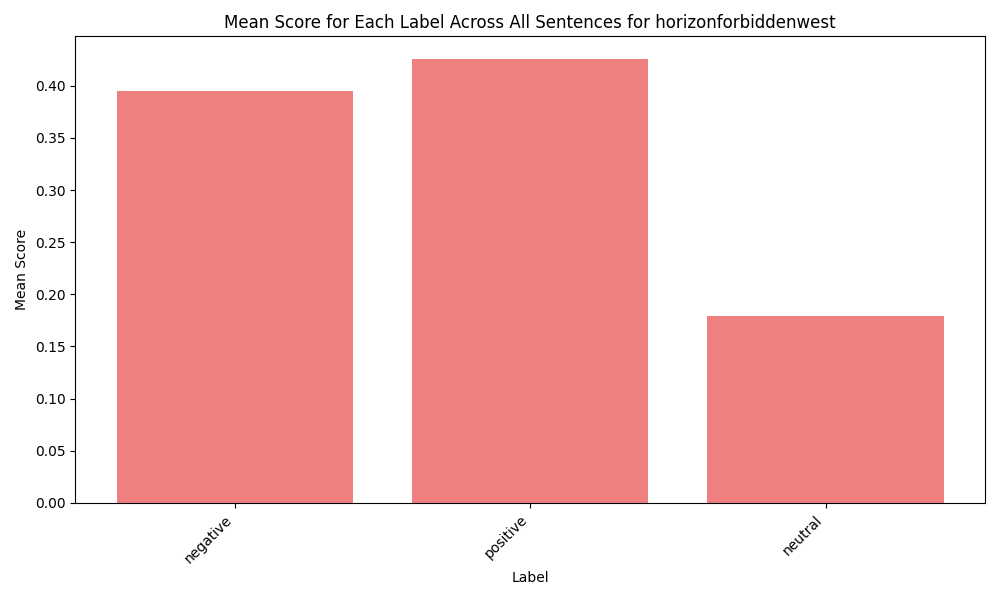 Mean Score for Each Label Across All Sentences for horizonforbiddenwest
Mean Score
0.40
0.35
0.30
0.25
0.20
0.15
0.10
0.05
0.00
negative
positive
neutral
Label